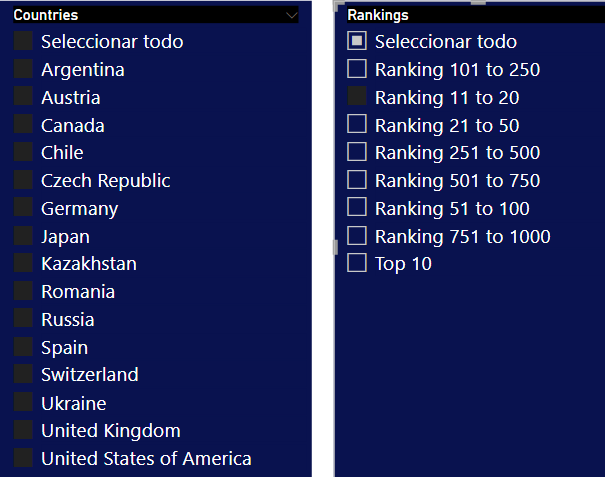 Countries
Seleccionar todo
Argentina
Austria
Canada
Chile
Czech Republic
Germany
Japan
Kazakhstan
Romania
Russia
Spain
Switzerland
Ukraine
United Kingdom
United States of America
Rankings
Seleccionar todo
Ranking 101 to 250
Ranking 11 to 20
Ranking 21 to 50
Ranking 251 to 500
Ranking 501 to 750
Ranking 51 to 100
Ranking 751 to 1000
Top 10